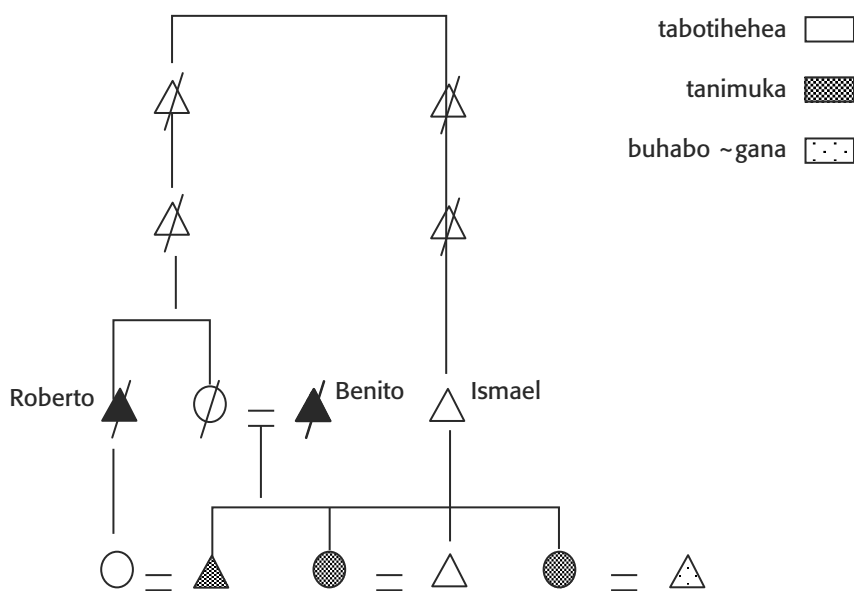 tabotihehea
tanimuka
buhabo ~gana
Roberto
Benito
Ismael